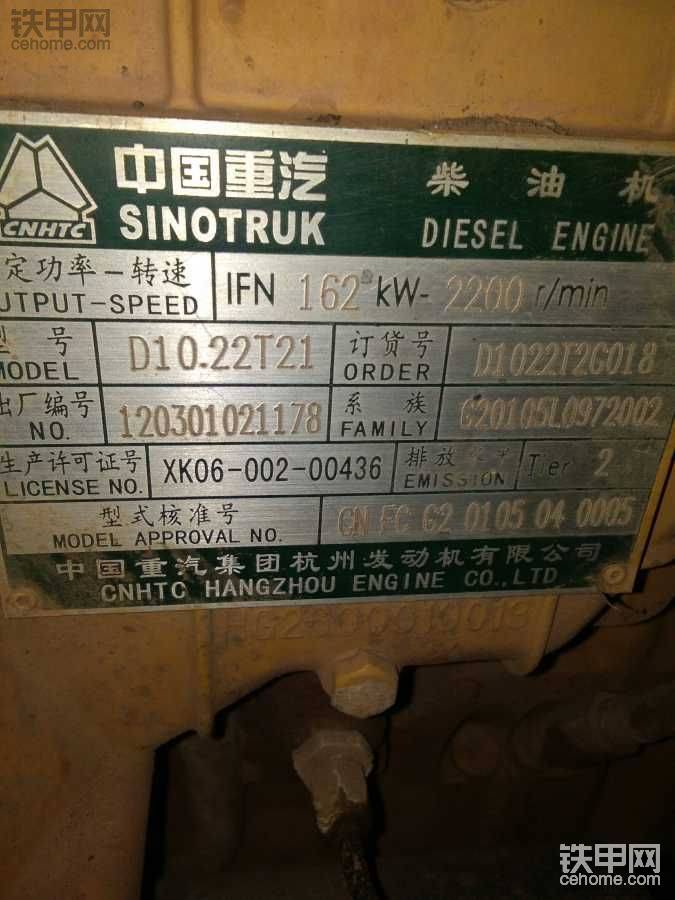 铁甲网
cehome.com
中国重汽 柴油机
CNHTC SINOTRUK DIESEL ENGINE
定功率-转速 IFN 162 kW- 2200 r/min
UTPUT-SPEED
型号 D10.22T21 订货号 D1022T2G018
MODEL ORDER
出厂编号 120301021178 系族 G20105L0972002
NO. FAMILY
生产许可证号 XK06-002-00436 排放 Tier 2
LICENSE NO. EMISSION
型式核准号 CN FC G2 0105 04 0005
MODEL APPROVAL NO.
中国重汽集团杭州发动机有限公司
CNHTC HANGZHOU ENGINE CO.,LTD
铁甲网
cehome.com